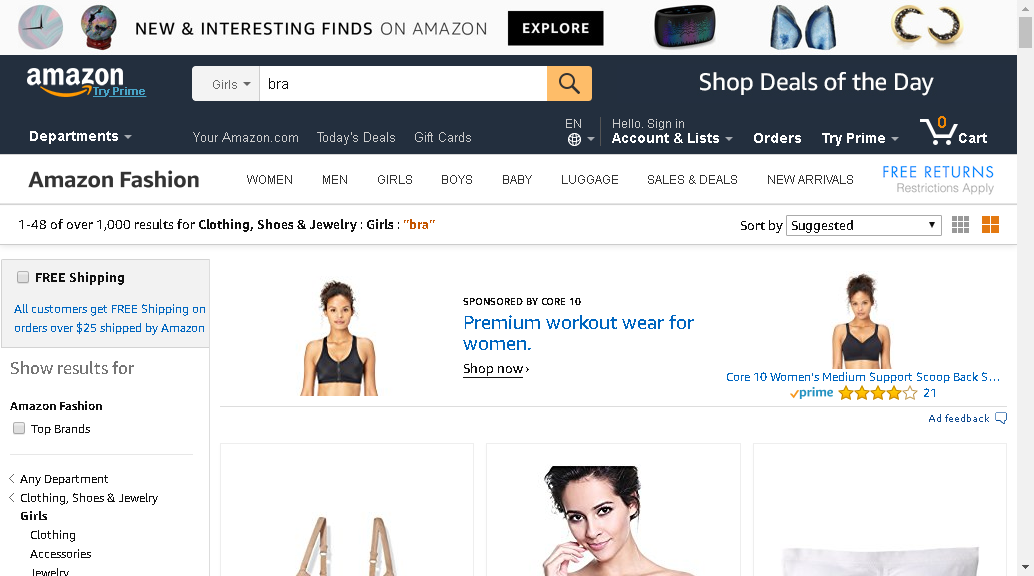 NEW & INTERESTING FINDS ON AMAZON EXPLORE
amazon
Try Prime
Girls bra
Shop Deals of the Day
Departments
Your Amazon.com Today's Deals Gift Cards
EN
Hello. Sign in
Account & Lists
Orders
Try Prime
0
Cart
Amazon Fashion WOMEN MEN GIRLS BOYS BABY LUGGAGE SALES & DEALS NEW ARRIVALS
FREE RETURNS
Restrictions Apply
1-48 of over 1,000 results for Clothing, Shoes & Jewelry : Girls : "bra"
Sort by Suggested
FREE Shipping
All customers get FREE Shipping on
orders over $25 shipped by Amazon
Show results for
Amazon Fashion
Top Brands
Any Department
Clothing, Shoes & Jewelry
Girls
Clothing
Accessories
Jewelry
SPONSORED BY CORE 10
Premium workout wear for
women.
Shop now ›
Core 10 Women's Medium Support Scoop Back S...
prime 21
Ad feedback